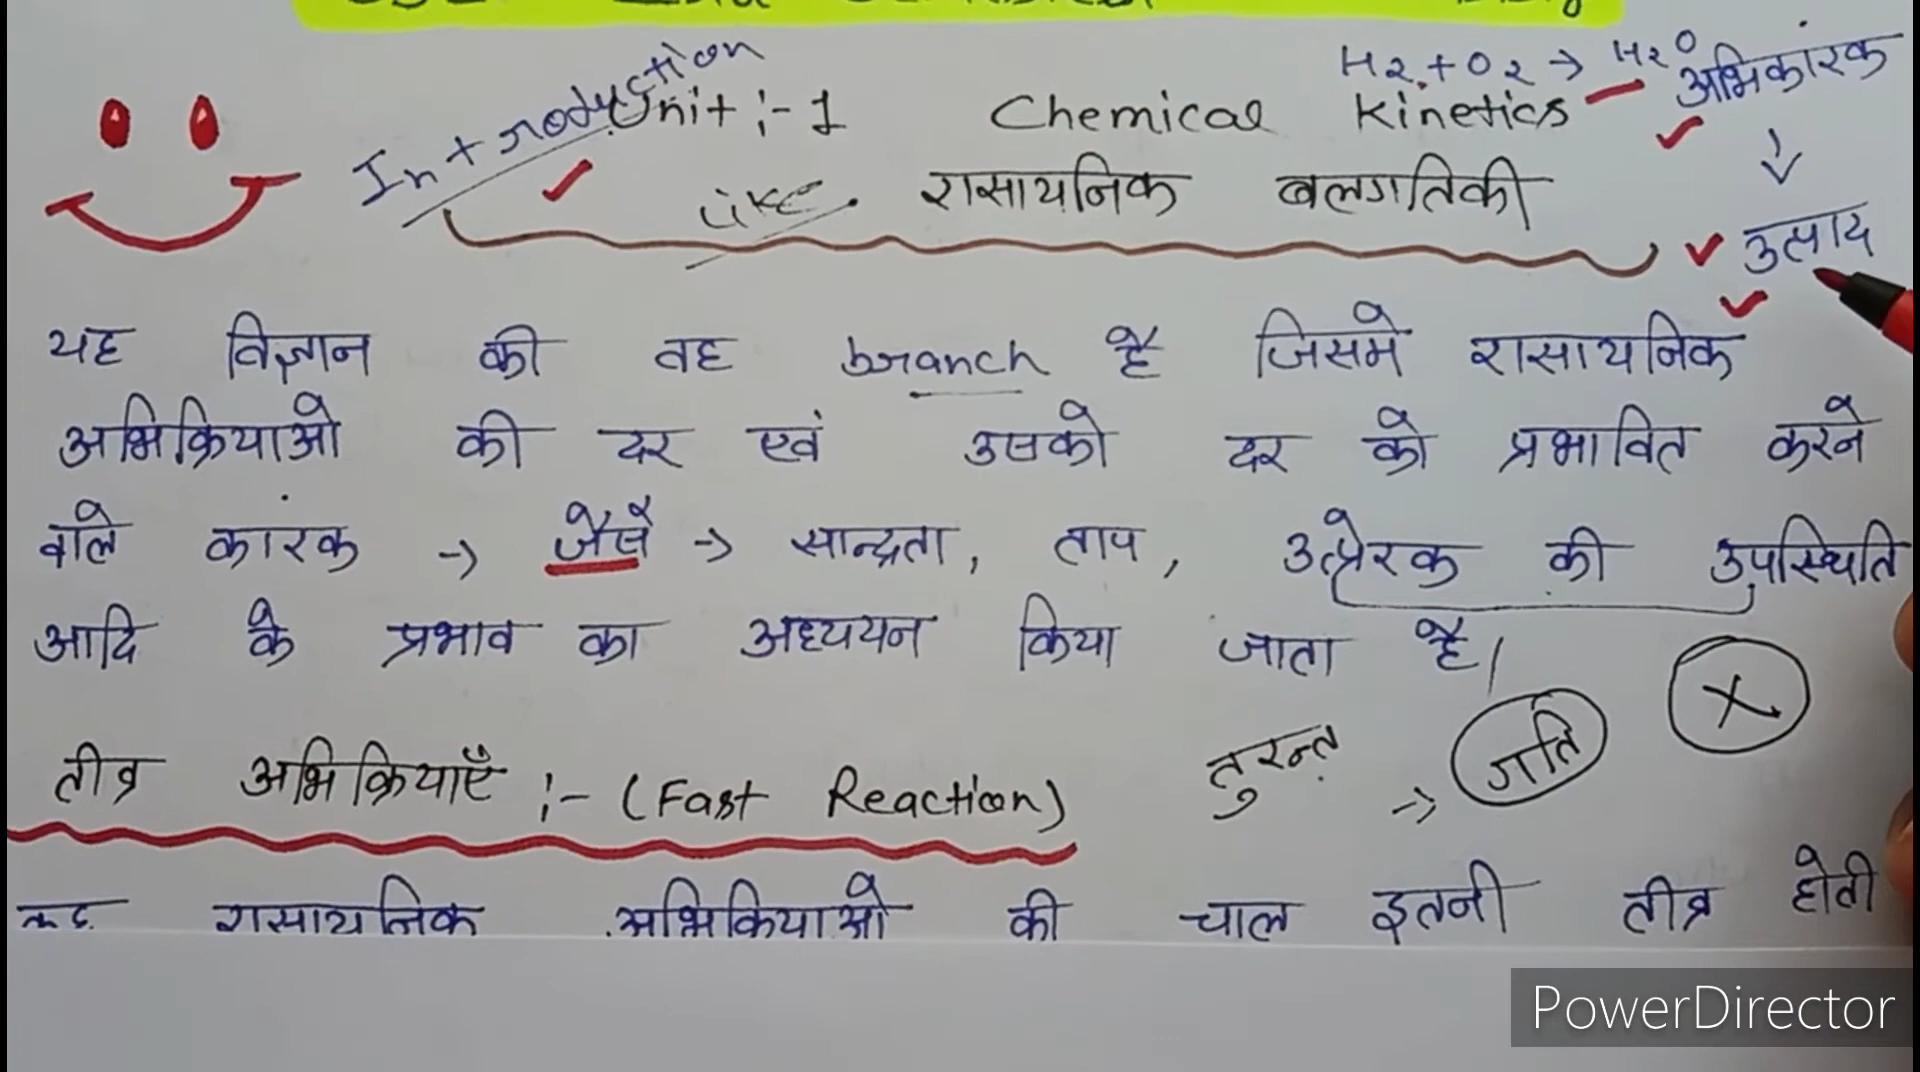 H2 + O2 → H2O
Introduction
Unit :- 1 Chemical Kinetics अभिकांरक
Like रासायनिक बलगतिकी
उत्पाद
यह विज्ञान की वह branch है जिसमे रासायनिक
अभिक्रियाओ की दर एवं उसको दर को प्रभावित करने
वाले कांरक → जैसे → सान्द्रता, ताप, उत्प्रेरक की उपस्थिति
आदि के प्रभाव का अध्ययन किया जाता है।
X
तीव्र अभिक्रियाएँ :- (Fast Reaction) तुरन्त → गति
रासायनिक अभिक्रियाओ की चाल इतनी तीव्र होती
PowerDirector